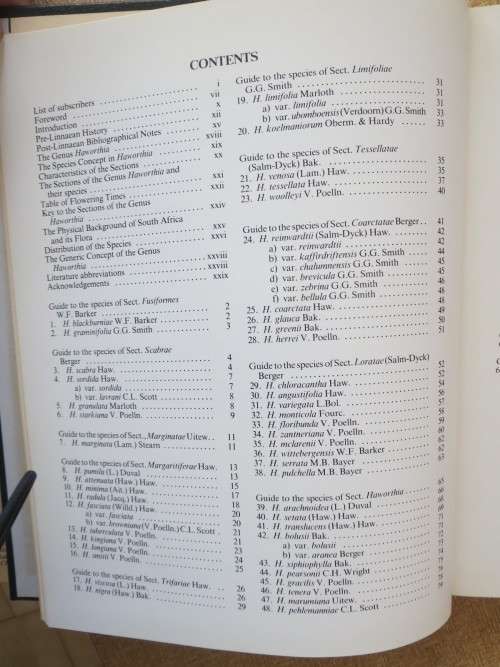 CONTENTS
List of subscribers i
Foreword vii
Introduction x
Pre-Linnaean History xii
Post-Linnaean Bibliographical Notes xv
The Genus Haworthia xviii
The Species Concept in Haworthia xix
Characteristics of the Sections xx
The Sections of the Genus Haworthia and
their species xxi
Table of Flowering Times xxii
Key to the Sections of the Genus
Haworthia xxiv
The Physical Background of South Africa
and its Flora xxv
Distribution of the Species xxvi
The Generic Concept of the Genus
Haworthia xxviii
Literature abbreviations xxviii
Acknowledgements xxix
Guide to the species of Sect. Fusiformes
W.F. Barker 2
1. H. blackburniae W.F. Barker 2
2. H. graminifolia G.G. Smith 3
Guide to the species of Sect. Scabrae
Berger 4
3. H. scabra Haw. 4
4. H. sordida Haw. 7
a) var. sordida 7
b) var. lavrani C.L. Scott 8
5. H. granulata Marloth 8
6. H. starkiana V. Poelln. 9
Guide to the species of Sect. Marginatae Uitew. 11
7. H. marginata (Lam.) Stearn 11
Guide to the species of Sect. Margaritiferae Haw. 13
8. H. pumila (L.) Duval 13
9. H. attenuata (Haw.) Haw. 15
10. H. minima (Ait.) Haw. 17
11. H. radula (Jacq.) Haw. 18
12. H. fasciata (Willd.) Haw. 20
a) var. fasciata 20
b) var. browniana (V. Poelln.) C.L. Scott 21
13. H. tuberculata V. Poelln. 21
14. H. kingiana V. Poelln. 23
15. H. longiana V. Poelln. 24
16. H. smitii V. Poelln. 25
Guide to the species of Sect. Trifariae Haw. 26
17. H. viscosa (L.) Haw. 26
18. H. nigra (Haw.) Bak. 29
Guide to the species of Sect. Limifoliae
G.G. Smith 31
19. H. limifolia Marloth 31
a) var. limifolia 31
b) var. ubomboensis (Verdoorn) G.G. Smith 33
20. H. koelmaniorum Oberm. & Hardy 33
Guide to the species of Sect. Tessellatae
(Salm-Dyck) Bak. 35
21. H. venosa (Lam.) Haw. 35
22. H. tessellata Haw. 37
23. H. woolleyi V. Poelln. 40
Guide to the species of Sect. Coarctatae Berger 41
24. H. reinwardtii (Salm-Dyck) Haw. 42
a) var. reinwardtii 42
b) var. kaffirdriftensis G.G. Smith 44
c) var. chalumnensis G.G. Smith 45
d) var. brevicula G.G. Smith 45
e) var. zebrina G.G. Smith 46
f) var. bellula G.G. Smith 48
25. H. coarctata Haw. 48
26. H. glauca Bak. 49
27. H. greenii Bak. 50
28. H. herrei V. Poelln. 51
Guide to the species of Sect. Loratae (Salm-Dyck)
Berger 52
29. H. chloracantha Haw. 52
30. H. angustifolia Haw. 54
31. H. variegata L.Bol. 56
32. H. monticola Fourc. 57
33. H. floribunda V. Poelln. 58
34. H. zantneriana V. Poelln. 59
35. H. mclarenii V. Poelln. 60
36. H. wittebergensis W.F. Barker 62
37. H. serrata M.B. Bayer 62
38. H. pulchella M.B. Bayer 63
Guide to the species of Sect. Haworthia 65
39. H. arachnoidea (L.) Duval 66
40. H. setata (Haw.) Haw.
41. H. translucens (Haw.) Haw.
42. H. bolusii Bak.
a) var. bolusii
b) var. aranea Berger
43. H. xiphiophylla Bak.
44. H. pearsonii C.H. Wright
45. H. gracilis V. Poelln.
46. H. tenera V. Poelln.
47. H. marumiana Uitew.
48. H. pehlemanniae C.L. Scott